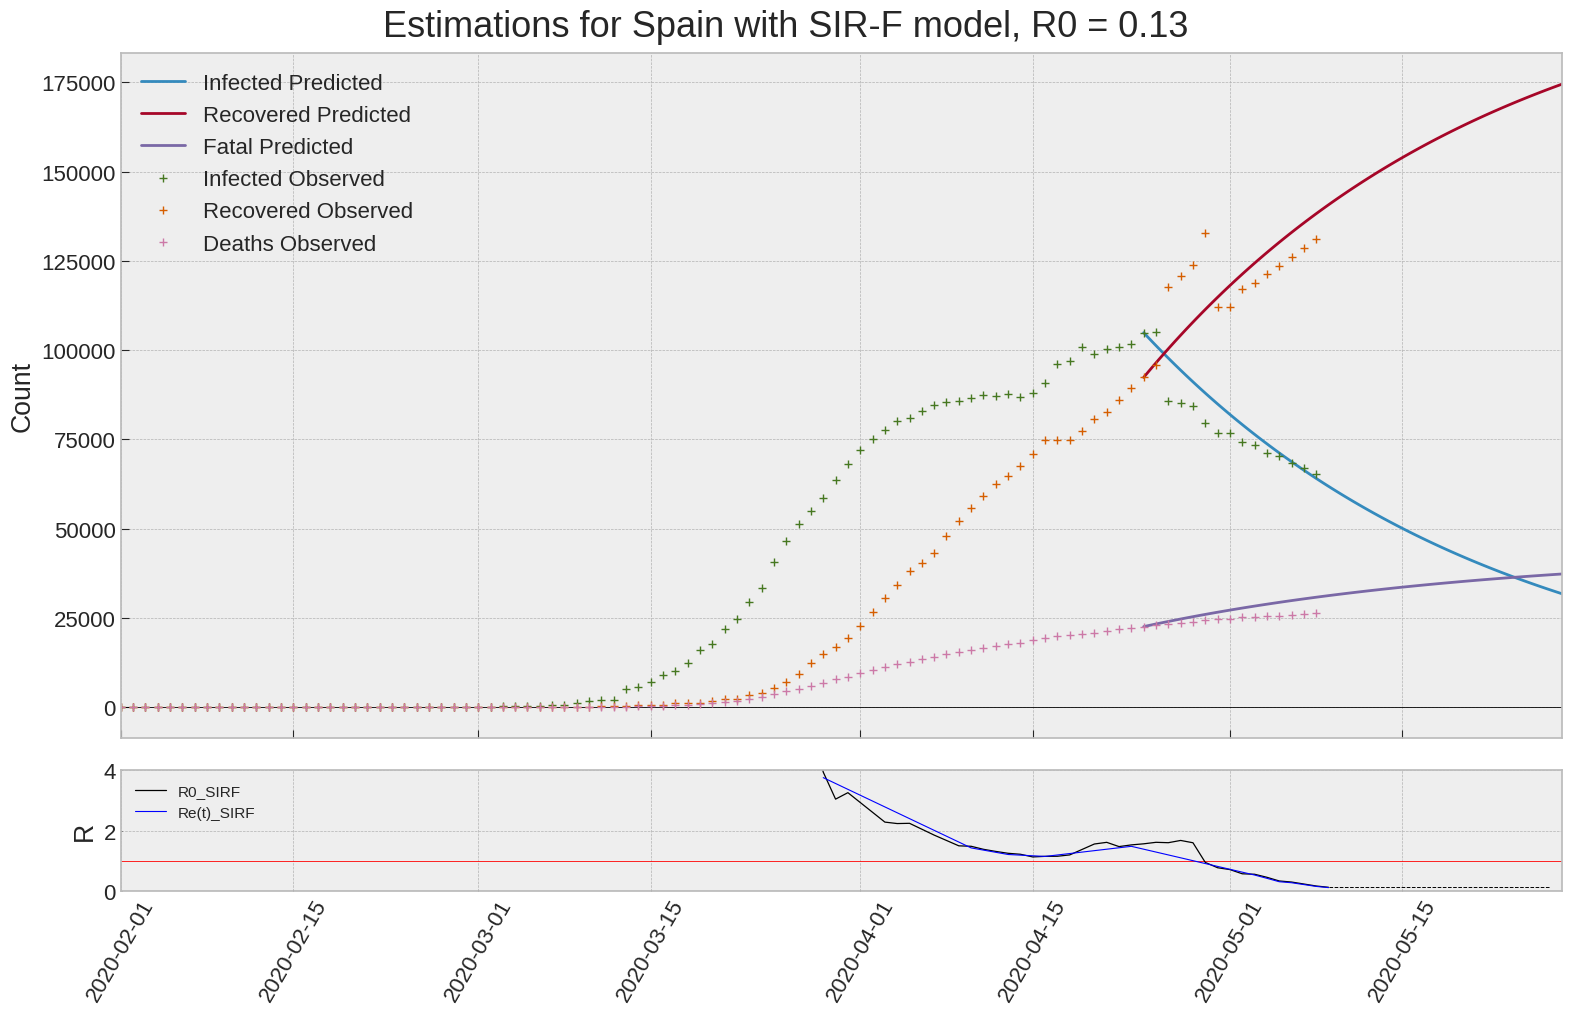 Estimations for Spain with SIR-F model, R0 = 0.13
Infected Predicted
Recovered Predicted
Fatal Predicted
Infected Observed
Recovered Observed
Deaths Observed
175000
150000
125000
100000
75000
50000
25000
0
Count
R0_SIRF
Re(t)_SIRF
4
2
0
R
2020-02-01
2020-02-15
2020-03-01
2020-03-15
2020-04-01
2020-04-15
2020-05-01
2020-05-15